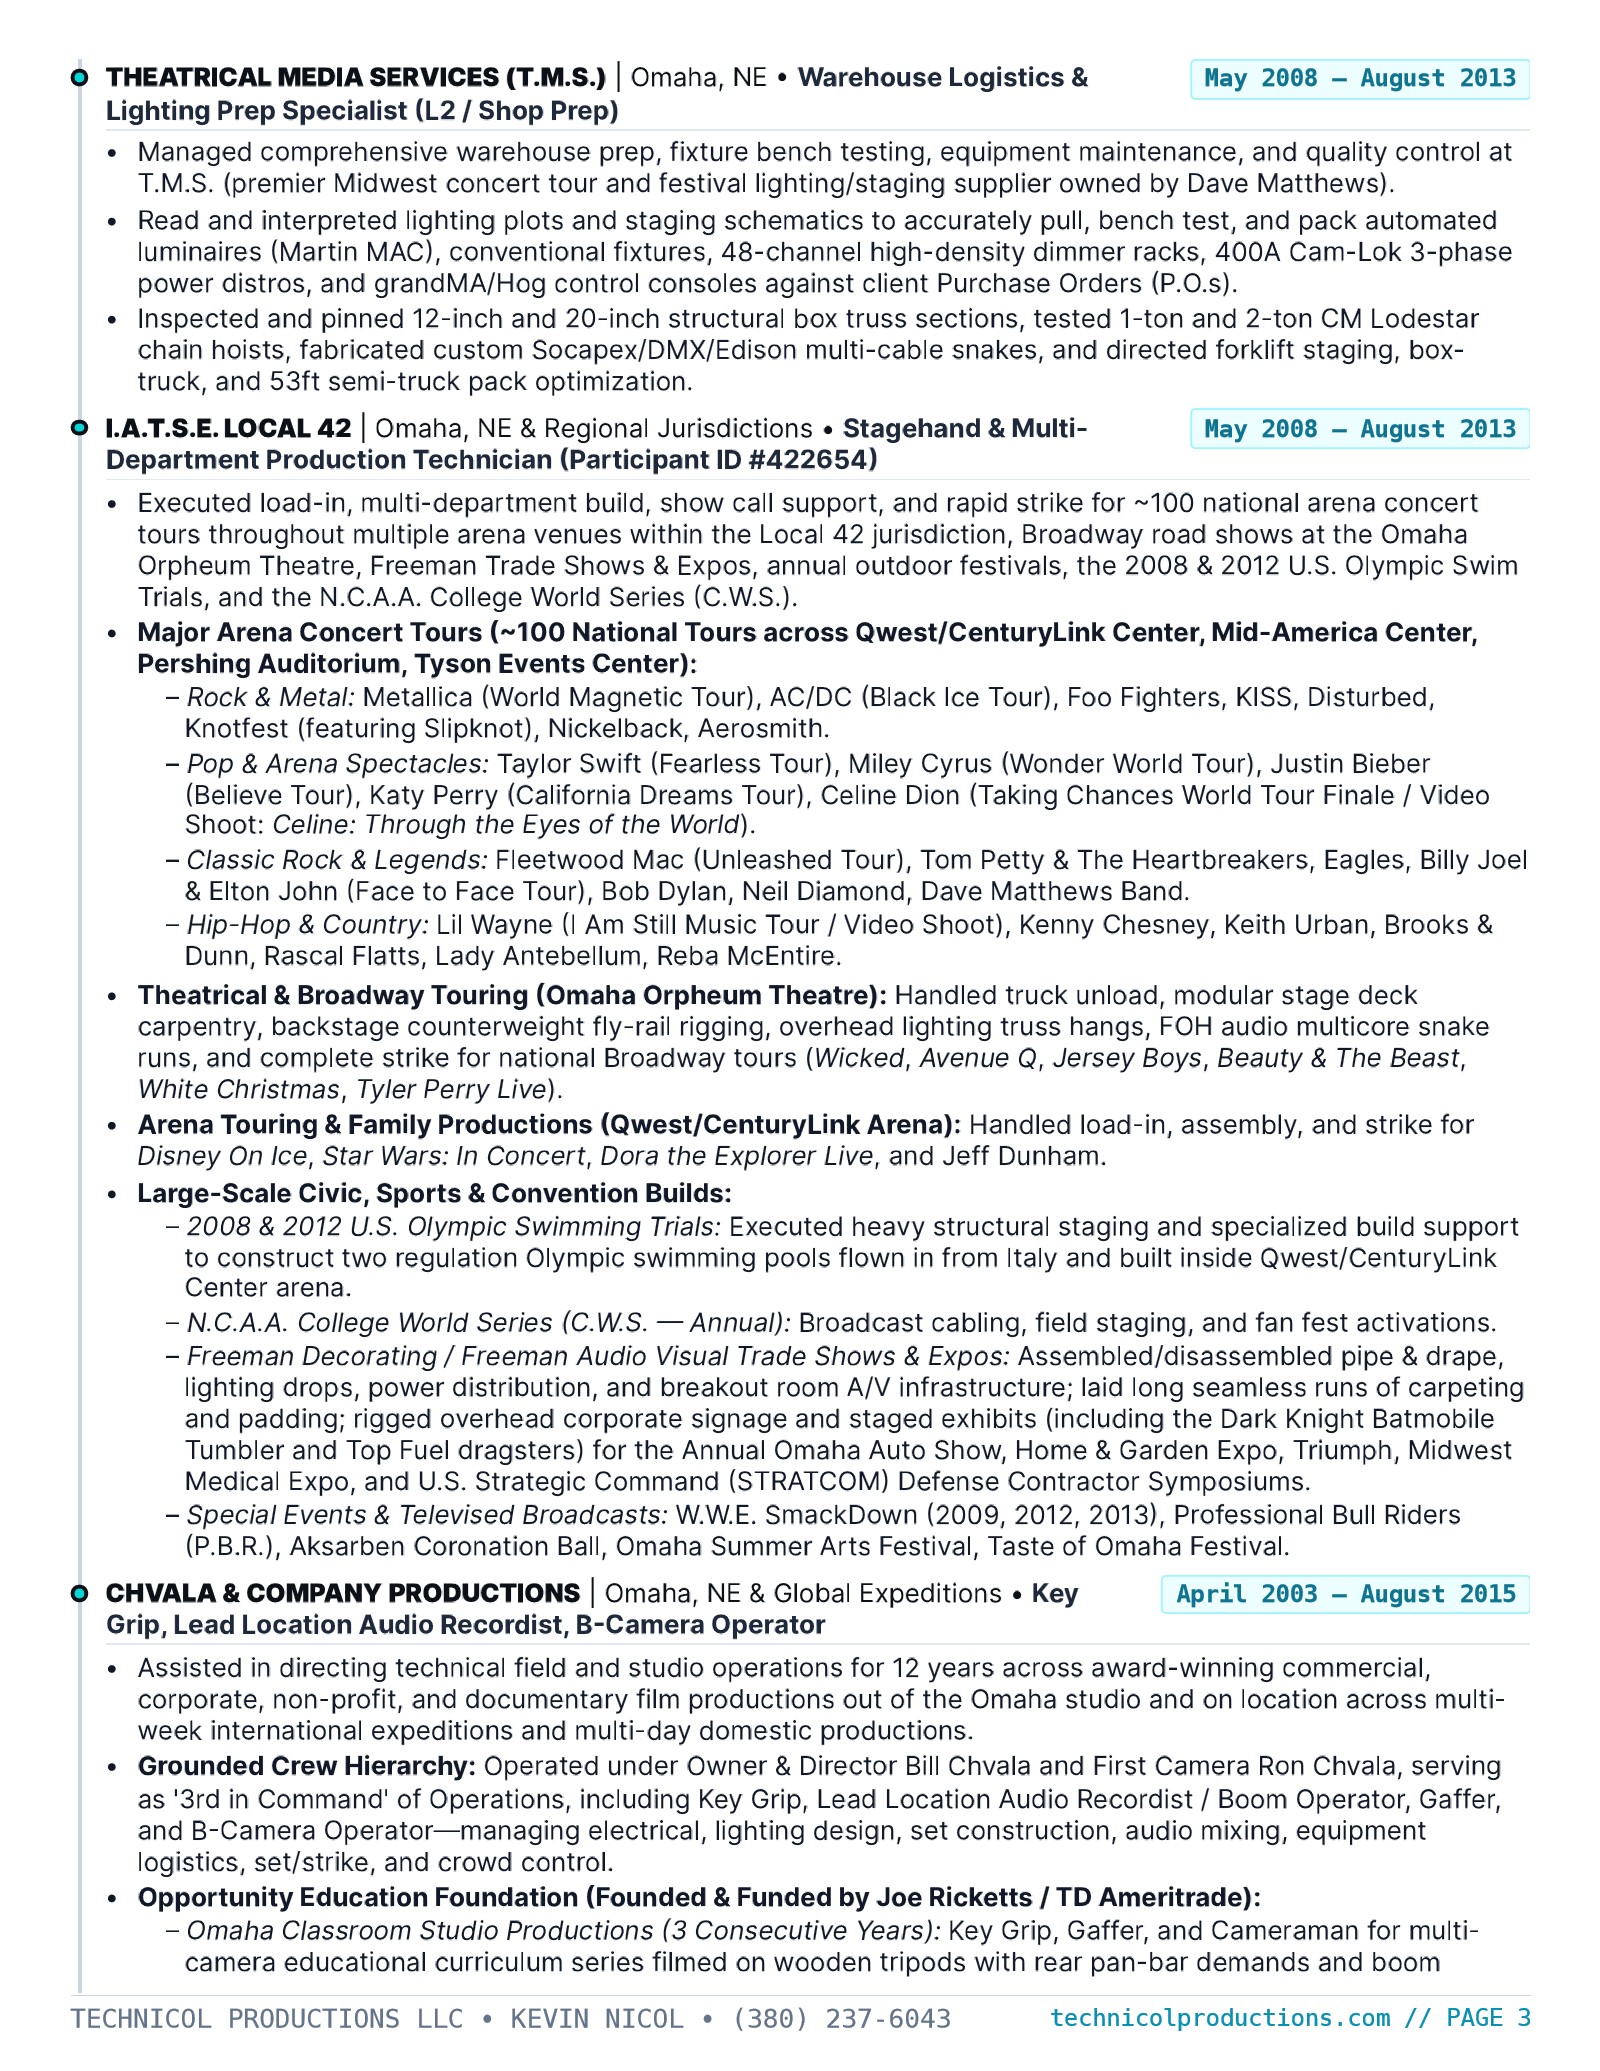 THEATRICAL MEDIA SERVICES (T.M.S.) | Omaha, NE • Warehouse Logistics & Lighting Prep Specialist (L2 / Shop Prep)
May 2008 – August 2013
• Managed comprehensive warehouse prep, fixture bench testing, equipment maintenance, and quality control at
T.M.S. (premier Midwest concert tour and festival lighting/staging supplier owned by Dave Matthews).
• Read and interpreted lighting plots and staging schematics to accurately pull, bench test, and pack automated
luminaires (Martin MAC), conventional fixtures, 48-channel high-density dimmer racks, 400A Cam-Lok 3-phase
power distros, and grandMA/Hog control consoles against client Purchase Orders (P.O.s).
• Inspected and pinned 12-inch and 20-inch structural box truss sections, tested 1-ton and 2-ton CM Lodestar
chain hoists, fabricated custom Socapex/DMX/Edison multi-cable snakes, and directed forklift staging, box-
truck, and 53ft semi-truck pack optimization.
I.A.T.S.E. LOCAL 42 | Omaha, NE & Regional Jurisdictions • Stagehand & Multi-
Department Production Technician (Participant ID #422654)
May 2008 – August 2013
• Executed load-in, multi-department build, show call support, and rapid strike for ~100 national arena concert
tours throughout multiple arena venues within the Local 42 jurisdiction, Broadway road shows at the Omaha
Orpheum Theatre, Freeman Trade Shows & Expos, annual outdoor festivals, the 2008 & 2012 U.S. Olympic Swim
Trials, and the N.C.A.A. College World Series (C.W.S.).
• Major Arena Concert Tours (~100 National Tours across Qwest/CenturyLink Center, Mid-America Center,
Pershing Auditorium, Tyson Events Center):
– Rock & Metal: Metallica (World Magnetic Tour), AC/DC (Black Ice Tour), Foo Fighters, KISS, Disturbed,
Knotfest (featuring Slipknot), Nickelback, Aerosmith.
– Pop & Arena Spectacles: Taylor Swift (Fearless Tour), Miley Cyrus (Wonder World Tour), Justin Bieber
(Believe Tour), Katy Perry (California Dreams Tour), Celine Dion (Taking Chances World Tour Finale / Video
Shoot: Celine: Through the Eyes of the World).
– Classic Rock & Legends: Fleetwood Mac (Unleashed Tour), Tom Petty & The Heartbreakers, Eagles, Billy Joel
& Elton John (Face to Face Tour), Bob Dylan, Neil Diamond, Dave Matthews Band.
– Hip-Hop & Country: Lil Wayne (I Am Still Music Tour / Video Shoot), Kenny Chesney, Keith Urban, Brooks &
Dunn, Rascal Flatts, Lady Antebellum, Reba McEntire.
• Theatrical & Broadway Touring (Omaha Orpheum Theatre): Handled truck unload, modular stage deck
carpentry, backstage counterweight fly-rail rigging, overhead lighting truss hangs, FOH audio multicore snake
runs, and complete strike for national Broadway tours (Wicked, Avenue Q, Jersey Boys, Beauty & The Beast,
White Christmas, Tyler Perry Live).
• Arena Touring & Family Productions (Qwest/CenturyLink Arena): Handled load-in, assembly, and strike for
Disney On Ice, Star Wars: In Concert, Dora the Explorer Live, and Jeff Dunham.
• Large-Scale Civic, Sports & Convention Builds:
– 2008 & 2012 U.S. Olympic Swimming Trials: Executed heavy structural staging and specialized build support
to construct two regulation Olympic swimming pools flown in from Italy and built inside Qwest/CenturyLink
Center arena.
– N.C.A.A. College World Series (C.W.S. — Annual): Broadcast cabling, field staging, and fan fest activations.
– Freeman Decorating / Freeman Audio Visual Trade Shows & Expos: Assembled/disassembled pipe & drape,
lighting drops, power distribution, and breakout room A/V infrastructure; laid long seamless runs of carpeting
and padding; rigged overhead corporate signage and staged exhibits (including the Dark Knight Batmobile
Tumbler and Top Fuel dragsters) for the Annual Omaha Auto Show, Home & Garden Expo, Triumph, Midwest
Medical Expo, and U.S. Strategic Command (STRATCOM) Defense Contractor Symposiums.
– Special Events & Televised Broadcasts: W.W.E. SmackDown (2009, 2012, 2013), Professional Bull Riders
(P.B.R.), Aksarben Coronation Ball, Omaha Summer Arts Festival, Taste of Omaha Festival.
CHVALA & COMPANY PRODUCTIONS | Omaha, NE & Global Expeditions • Key
Grip, Lead Location Audio Recordist, B-Camera Operator
April 2003 – August 2015
• Assisted in directing technical field and studio operations for 12 years across award-winning commercial,
corporate, non-profit, and documentary film productions out of the Omaha studio and on location across multi-
week international expeditions and multi-day domestic productions.
• Grounded Crew Hierarchy: Operated under Owner & Director Bill Chvala and First Camera Ron Chvala, serving
as '3rd in Command' of Operations, including Key Grip, Lead Location Audio Recordist / Boom Operator, Gaffer,
and B-Camera Operator—managing electrical, lighting design, set construction, audio mixing, equipment
logistics, set/strike, and crowd control.
• Opportunity Education Foundation (Founded & Funded by Joe Ricketts / TD Ameritrade):
– Omaha Classroom Studio Productions (3 Consecutive Years): Key Grip, Gaffer, and Cameraman for multi-
camera educational curriculum series filmed on wooden tripods with rear pan-bar demands and boom
TECHNICOL PRODUCTIONS LLC • KEVIN NICOL • (380) 237-6043
technicolproductions.com // PAGE 3